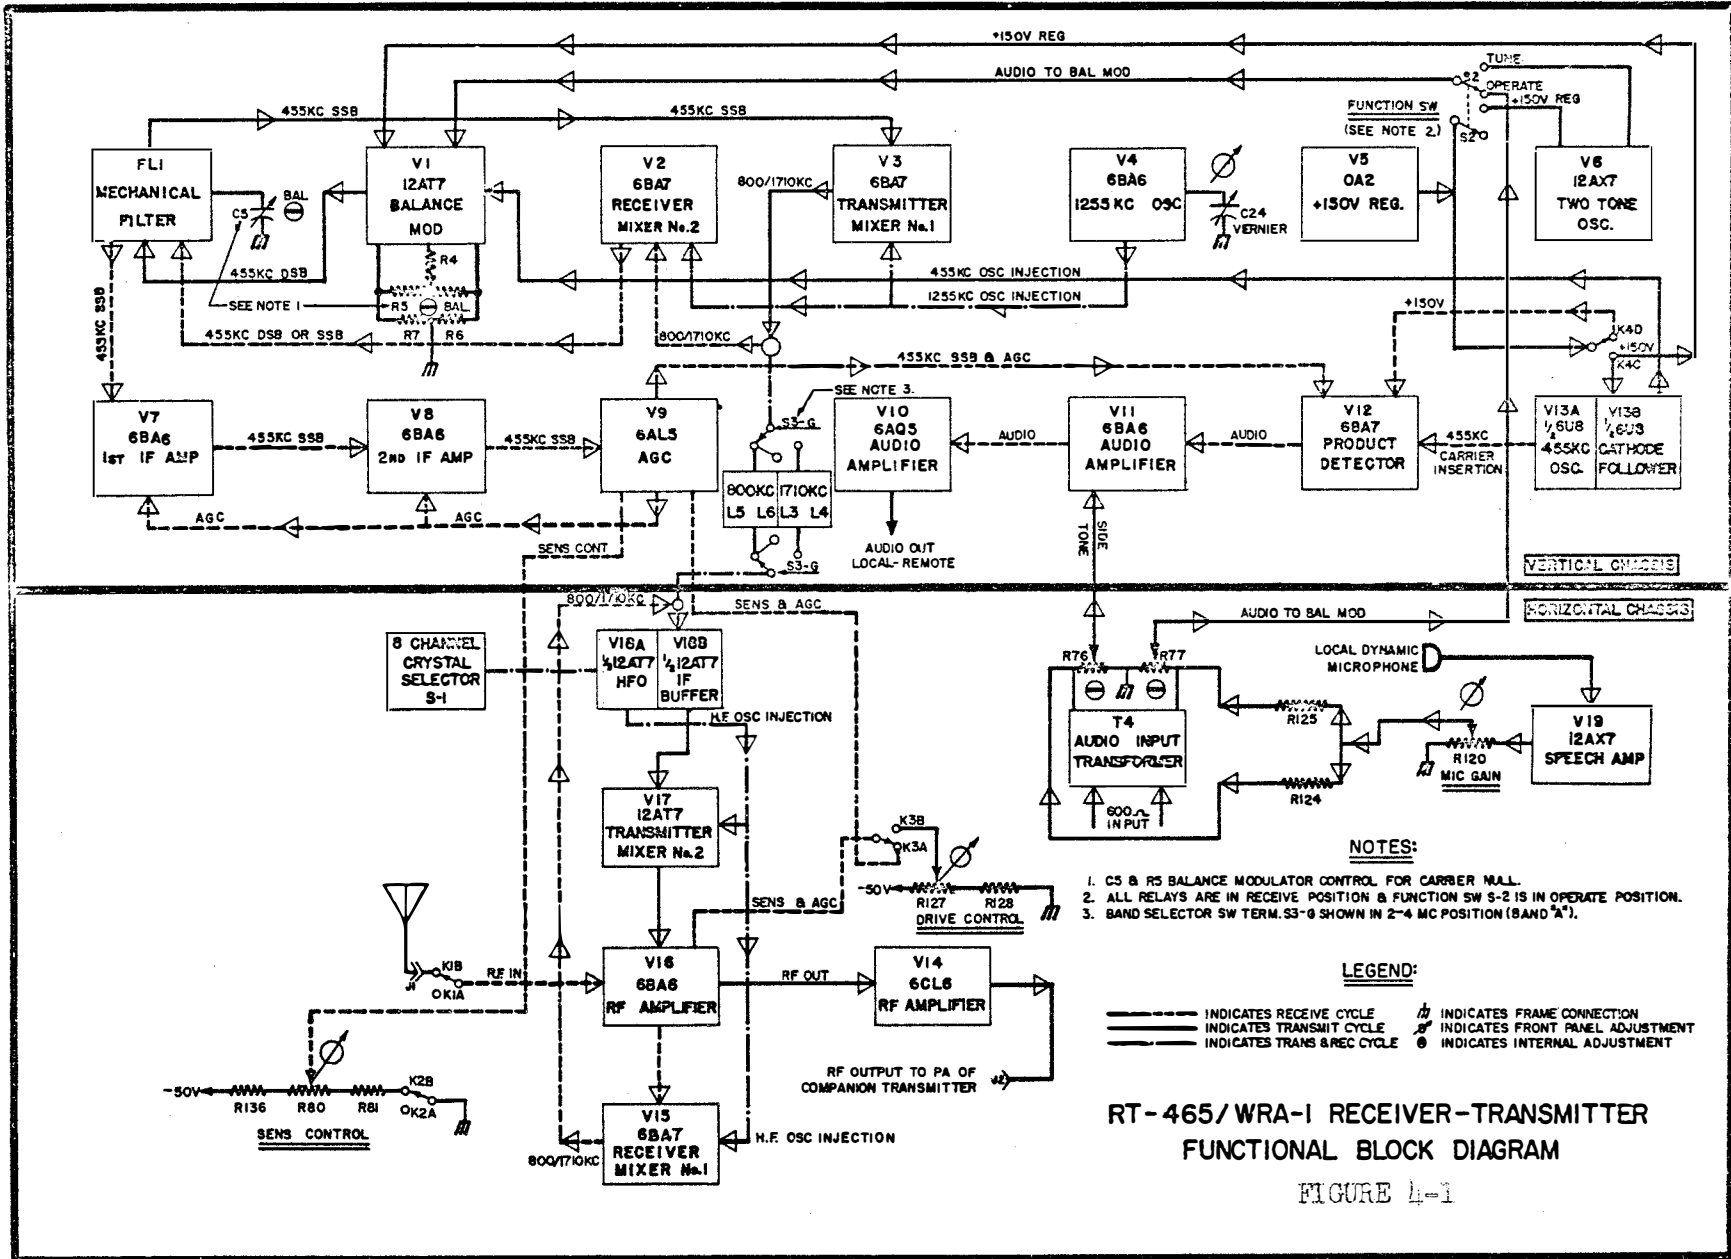 +150V REG
AUDIO TO BAL MOD
S2
TUNE
OPERATE
+150V REG
FUNCTION SW
(SEE NOTE 2)
S2
455KC SSB
455KC SSB
FL1
MECHANICAL
FILTER
C5
BAL
V1
12AT7
BALANCE
MOD
V2
6BA7
RECEIVER
MIXER No.2
800/1710KC
V3
6BA7
TRANSMITTER
MIXER No.1
V4
6BA6
1255 KC OSC
C24
VERNIER
V5
OA2
+150V REG.
V6
12AX7
TWO TONE
OSC.
455KC DSB
R4
SEE NOTE 1
R5
BAL
R7
R6
455KC OSC INJECTION
1255KC OSC INJECTION
455KC SSB
455KC DSB OR SSB
800/1710KC
+150V
K4D
+150V
K4C
455KC SSB & AGC
SEE NOTE 3.
V7
6BA6
1ST IF AMP
455KC SSB
V8
6BA6
2ND IF AMP
455KC SSB
V9
6AL5
AGC
S3-G
800KC
L5 L6
1710KC
L3 L4
S3-G
V10
6AQ5
AUDIO
AMPLIFIER
AUDIO
V11
6BA6
AUDIO
AMPLIFIER
AUDIO
V12
6BA7
PRODUCT
DETECTOR
455KC
CARRIER
INSERTION
V13A
1/2 6U8
455KC
OSC.
V13B
1/2 6U8
CATHODE
FOLLOWER
AGC
AGC
SENS CONT
AUDIO OUT
LOCAL-REMOTE
SIDE
TONE
VERTICAL CHASSIS
HORIZONTAL CHASSIS
800/1710KC
SENS & AGC
AUDIO TO BAL MOD
8 CHANNEL
CRYSTAL
SELECTOR
S-1
V18A
1/2 12AT7
HFO
V18B
1/2 12AT7
IF
BUFFER
H.F. OSC INJECTION
R76
R77
LOCAL DYNAMIC
MICROPHONE
T4
AUDIO INPUT
TRANSFORMER
R125
R124
R120
MIC GAIN
V19
12AX7
SPEECH AMP
600Ω
INPUT
V17
12AT7
TRANSMITTER
MIXER No.2
K3B
K3A
-50V
R127
R128
DRIVE CONTROL
SENS & AGC
NOTES:
1. C5 & R5 BALANCE MODULATOR CONTROL FOR CARRIER NULL.
2. ALL RELAYS ARE IN RECEIVE POSITION & FUNCTION SW S-2 IS IN OPERATE POSITION.
3. BAND SELECTOR SW TERM. S3-G SHOWN IN 2-4 MC POSITION (BAND "A").
J1
K1B
K1A
RF IN
V16
6BA6
RF AMPLIFIER
RF OUT
V14
6CL6
RF AMPLIFIER
LEGEND:
INDICATES RECEIVE CYCLE
INDICATES FRAME CONNECTION
INDICATES TRANSMIT CYCLE
INDICATES FRONT PANEL ADJUSTMENT
INDICATES TRANS & REC CYCLE
INDICATES INTERNAL ADJUSTMENT
-50V
R136
R80
R81
K2B
K2A
SENS CONTROL
RF OUTPUT TO PA OF
COMPANION TRANSMITTER
J2
V15
6BA7
RECEIVER
MIXER No.1
800/1710KC
H.F. OSC INJECTION
RT-465/WRA-1 RECEIVER-TRANSMITTER
FUNCTIONAL BLOCK DIAGRAM
FIGURE 4-1